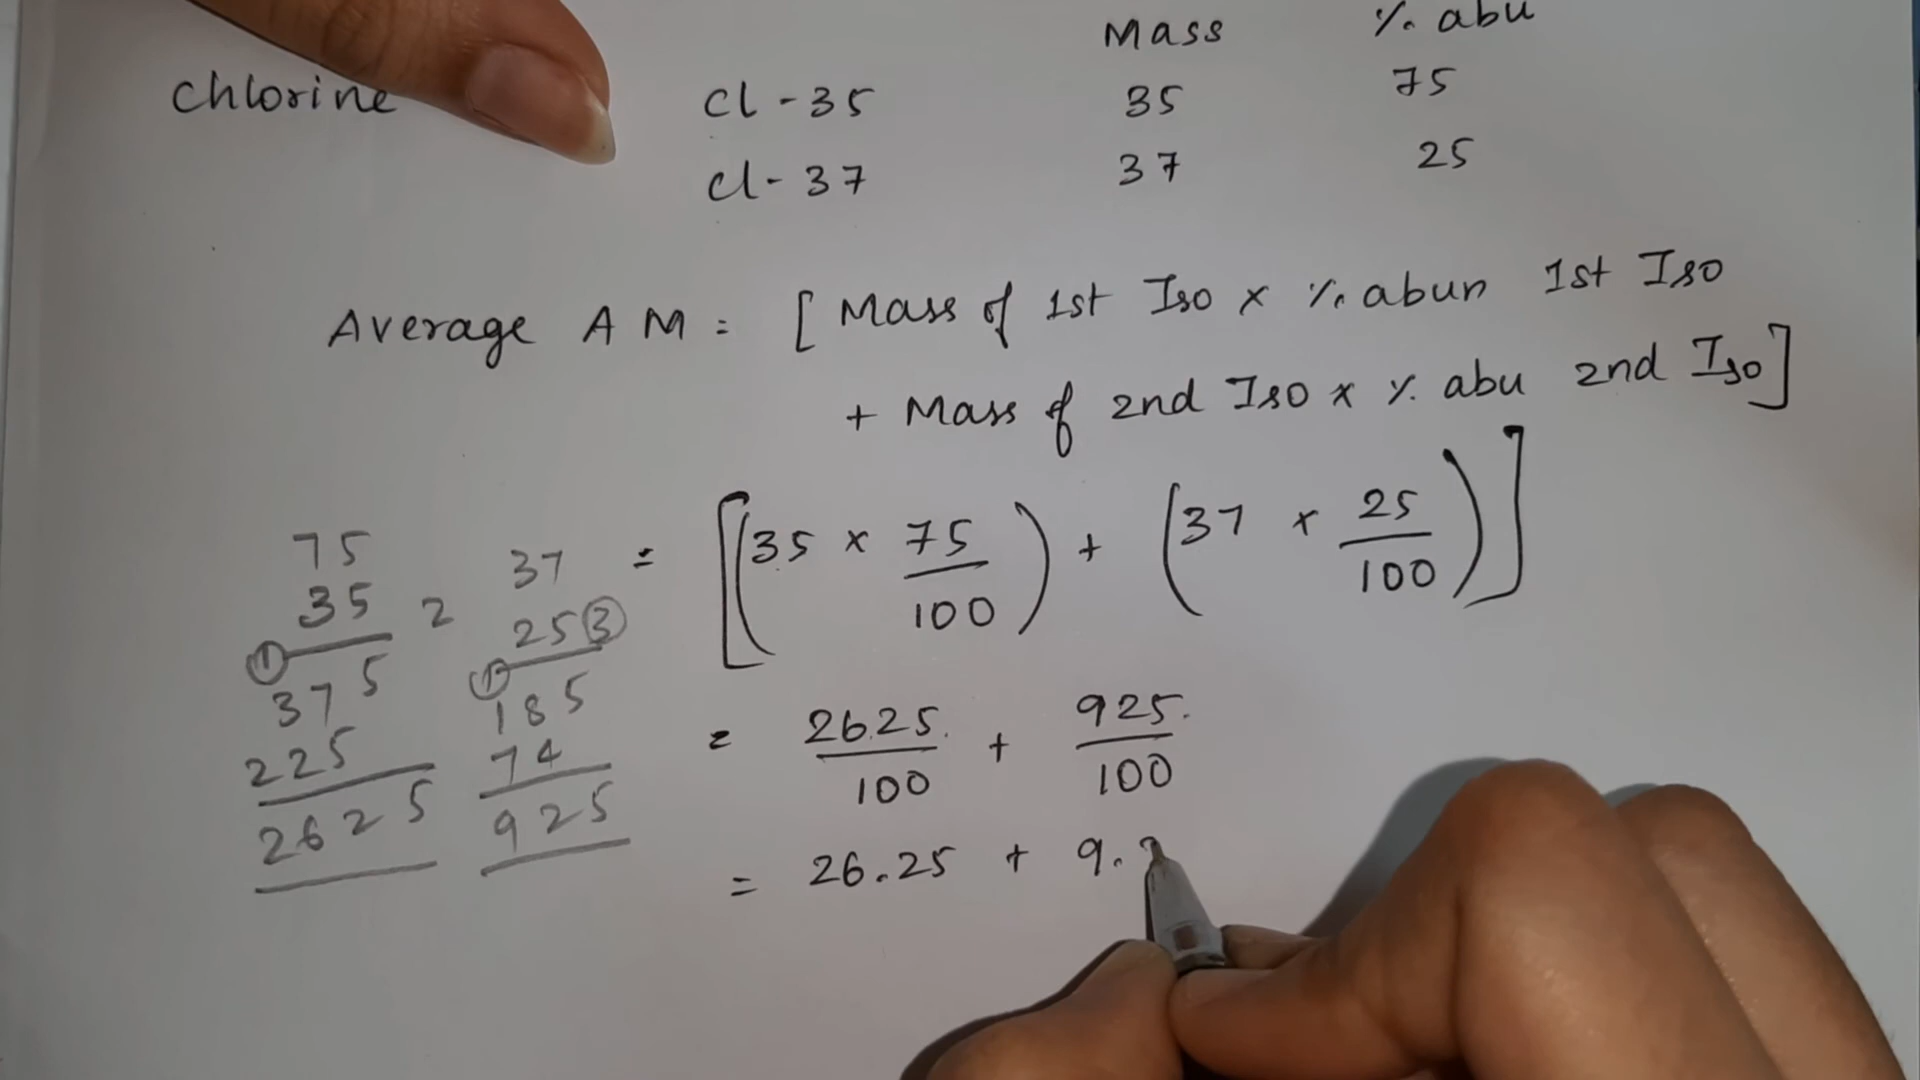 Mass % abu
Chlorine Cl-35 35 75
Cl-37 37 25
Average AM = [Mass of 1st Iso x % abun 1st Iso
+ Mass of 2nd Iso x % abu 2nd Iso]
= [(35 x 75/100) + (37 x 25/100)]
75
35 2
①
375
225
2625
37
25 ③
①
185
74
925
= 2625/100 + 925/100
= 26.25 + 9.